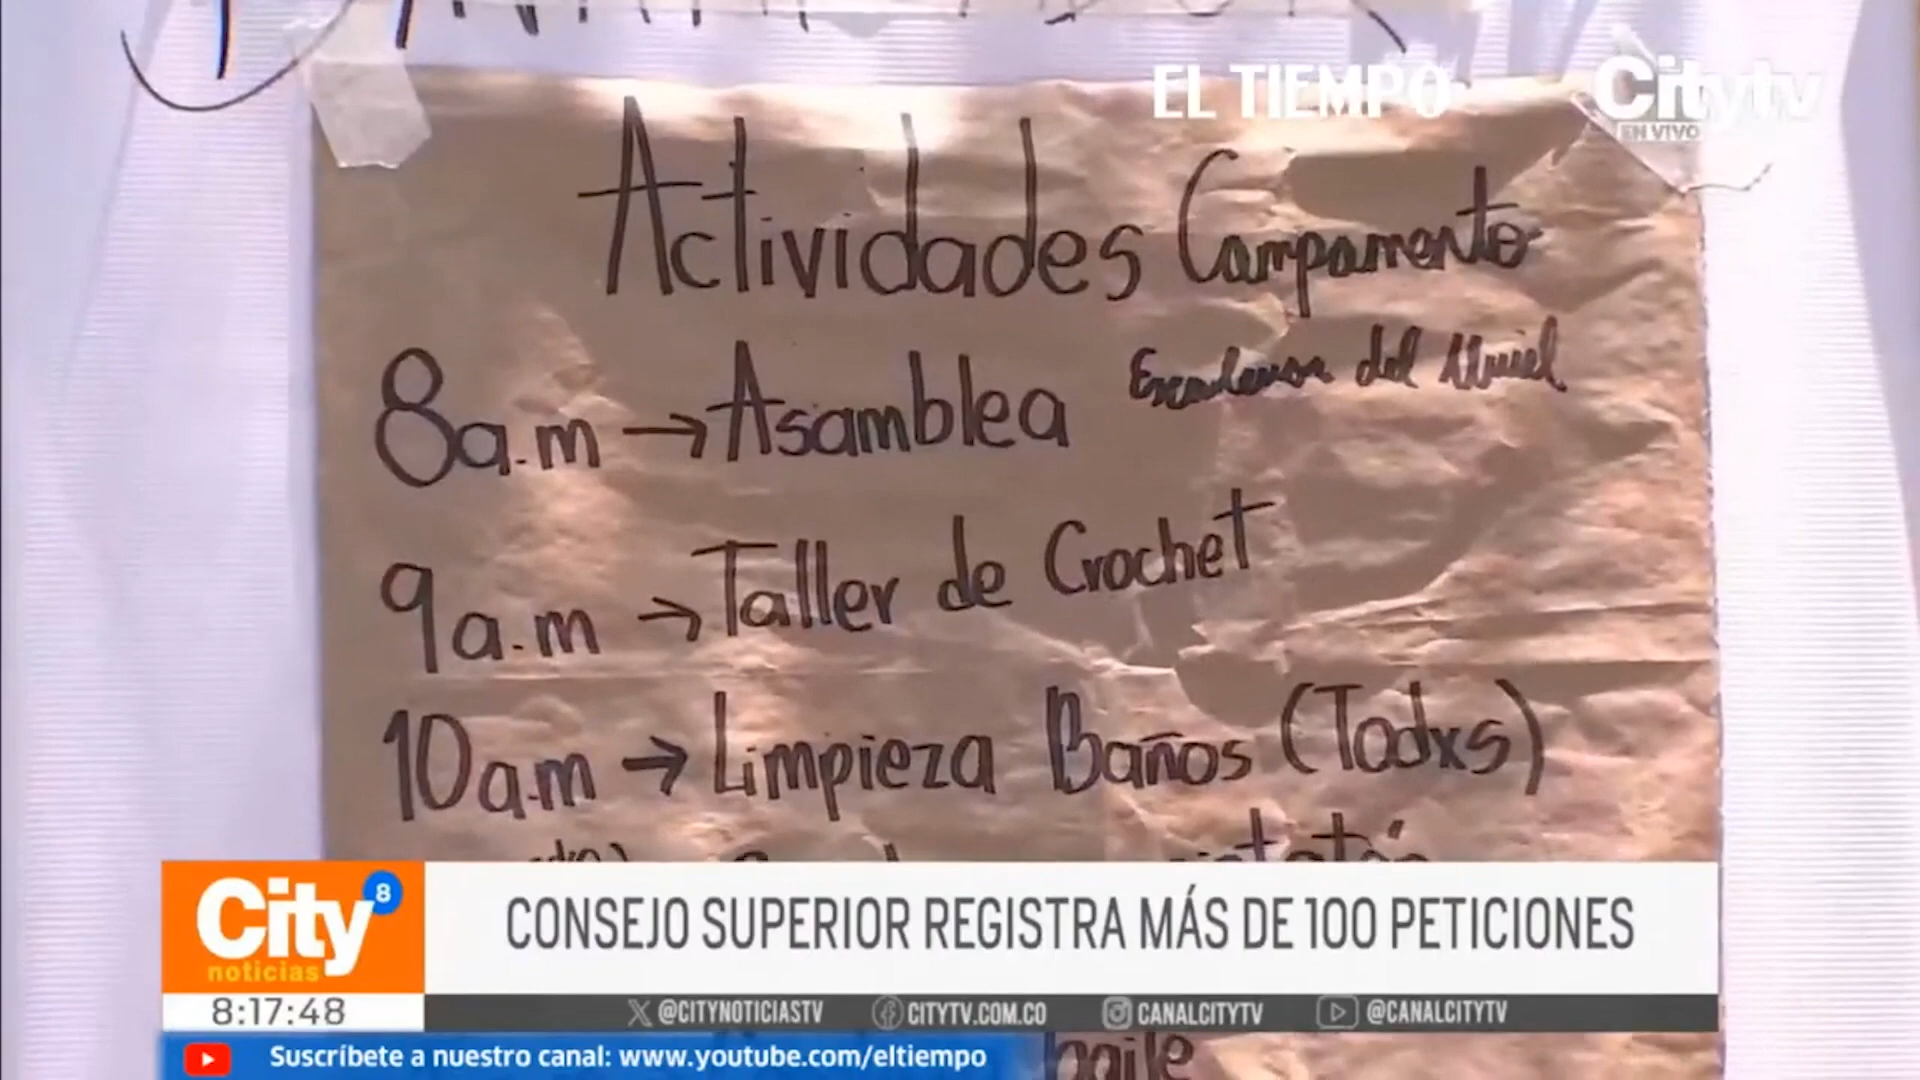 EL TIEMPO
Citytv
EN VIVO
Actividades Campamento
8a.m → Asamblea
del
9a.m → Taller de Crochet
10a.m → Limpieza Baños (Todxs)
City 8
noticias
CONSEJO SUPERIOR REGISTRA MÁS DE 100 PETICIONES
8:17:48
@CITYNOTICIASTV CITYTV.COM.CO CANALCITYTV @CANALCITYTV
Suscríbete a nuestro canal: www.youtube.com/eltiempo
baile